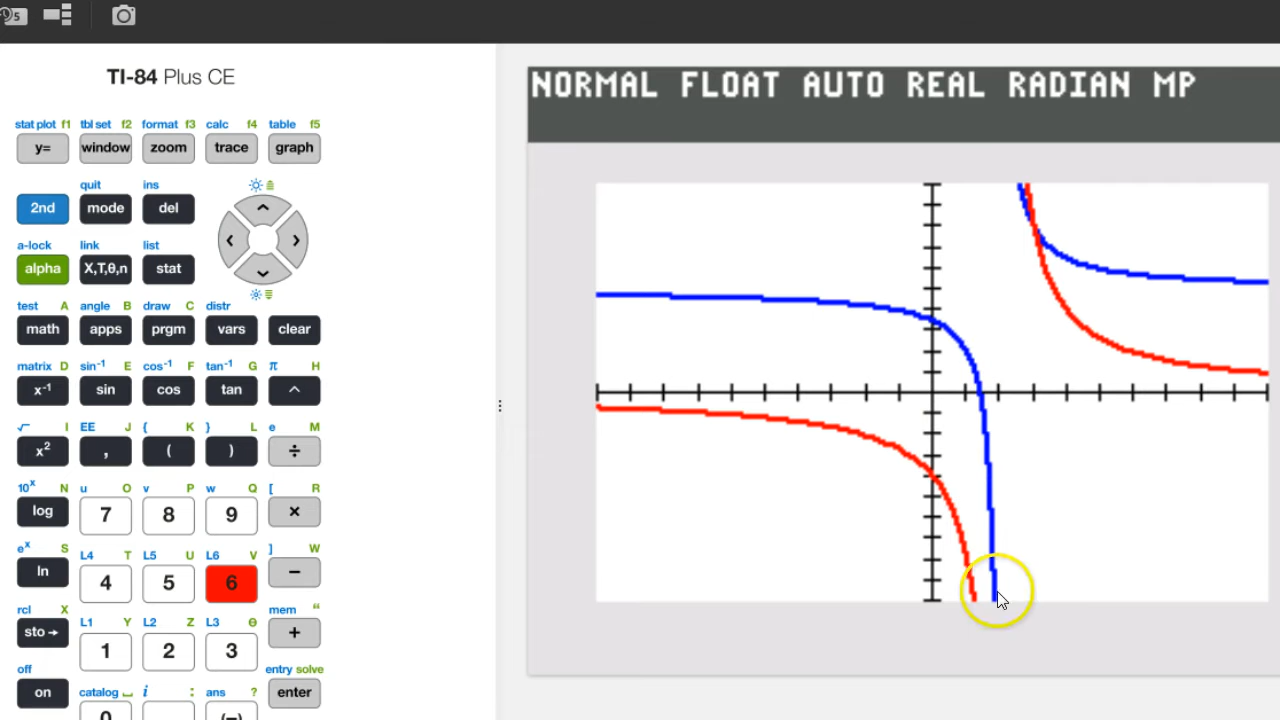 5
TI-84 Plus CE
NORMAL FLOAT AUTO REAL RADIAN MP
stat plot f1 tbl set f2 format f3 calc f4 table f5
y= window zoom trace graph
quit ins
2nd mode del
a-lock link list
alpha X,T,θ,n stat
test A angle B draw C distr
math apps prgm vars clear
matrix D sin⁻¹ E cos⁻¹ F tan⁻¹ G π H
x⁻¹ sin cos tan ^
√ I EE J { K } L e M
x² , ( ) ÷
10ˣ N u O v P w Q [ R
log 7 8 9 ×
eˣ S L4 T L5 U L6 V ] W
ln 4 5 6 −
rcl X L1 Y L2 Z L3 θ mem “
sto→ 1 2 3 +
off catalog ⎵ i : ans ? entry solve
on 0 . (−) enter